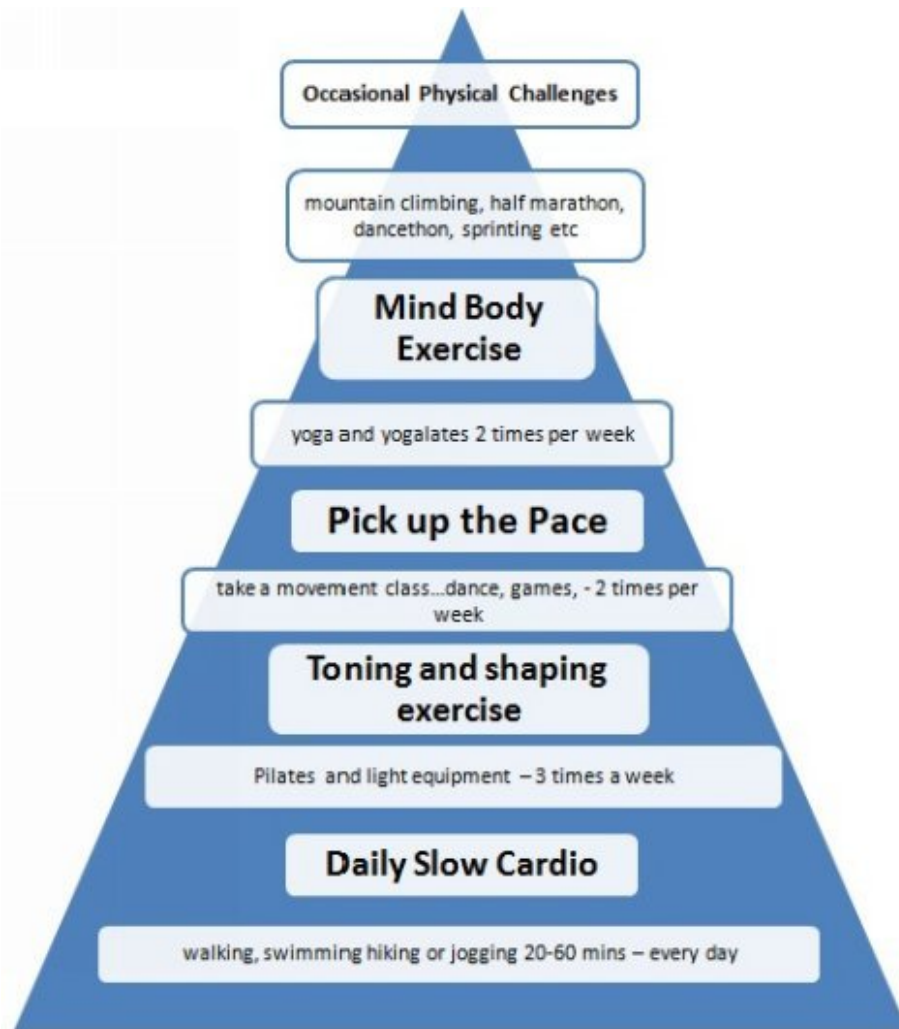 Occasional Physical Challenges
mountain climbing, half marathon,
dancethon, sprinting etc
Mind Body
Exercise
yoga and yogalates 2 times per week
Pick up the Pace
take a movement class...dance, games, - 2 times per
week
Toning and shaping
exercise
Pilates and light equipment – 3 times a week
Daily Slow Cardio
walking, swimming hiking or jogging 20-60 mins – every day